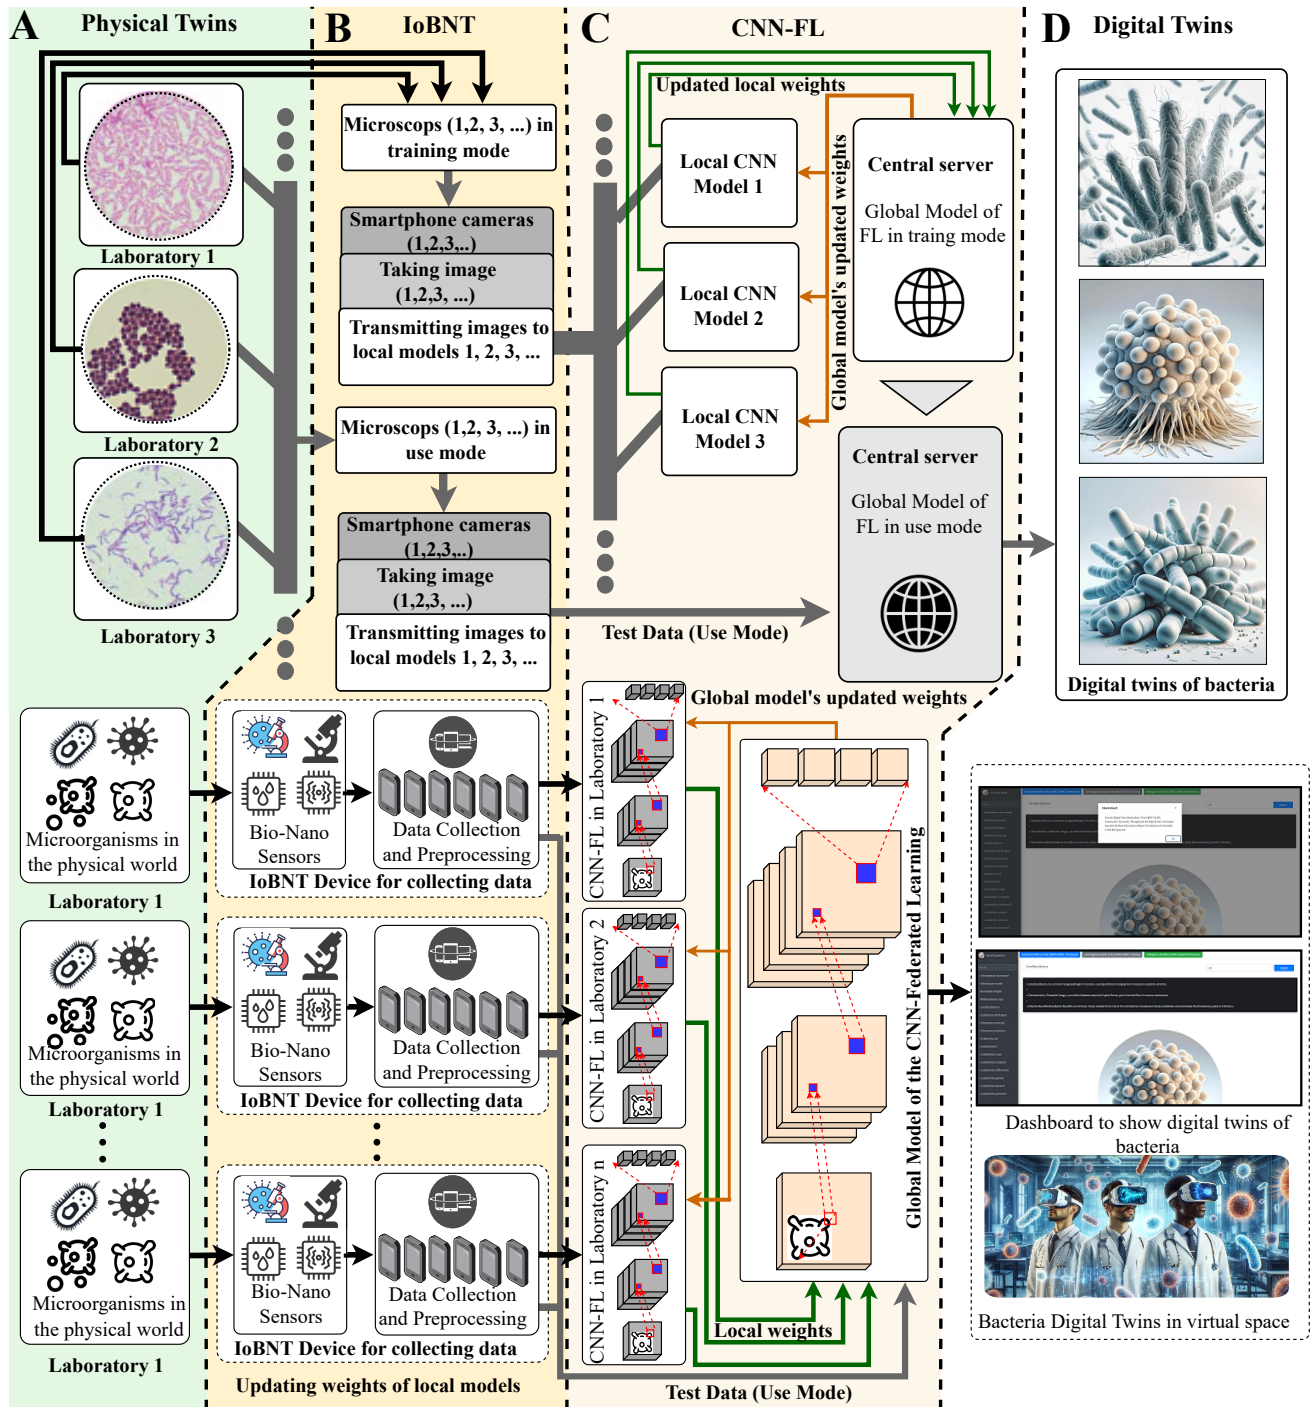 A
Physical Twins
B
IoBNT
C
CNN-FL
D
Digital Twins
Laboratory 1
Laboratory 2
Laboratory 3
Microscops (1,2, 3, ...) in
training mode
Smartphone cameras
(1,2,3,..)
Taking image
(1,2,3, ...)
Transmitting images to
local models 1, 2, 3, ...
Microscops (1,2, 3, ...) in
use mode
Smartphone cameras
(1,2,3,..)
Taking image
(1,2,3, ...)
Transmitting images to
local models 1, 2, 3, ...
Updated local weights
Local CNN
Model 1
Local CNN
Model 2
Local CNN
Model 3
Global model's updated weights
Central server
Global Model of
FL in traing mode
Central server
Global Model of
FL in use mode
Test Data (Use Mode)
Digital twins of bacteria
Microorganisms in
the physical world
Laboratory 1
Bio-Nano
Sensors
Data Collection
and Preprocessing
IoBNT Device for collecting data
Microorganisms in
the physical world
Laboratory 1
Bio-Nano
Sensors
Data Collection
and Preprocessing
IoBNT Device for collecting data
Microorganisms in
the physical world
Laboratory 1
Bio-Nano
Sensors
Data Collection
and Preprocessing
IoBNT Device for collecting data
Updating weights of local models
CNN-FL in Laboratory 1
CNN-FL in Laboratory 2
CNN-FL in Laboratory n
Global model's updated weights
Global Model of the CNN-Federated Learning
Local weights
Test Data (Use Mode)
Dashboard to show digital twins of
bacteria
Bacteria Digital Twins in virtual space